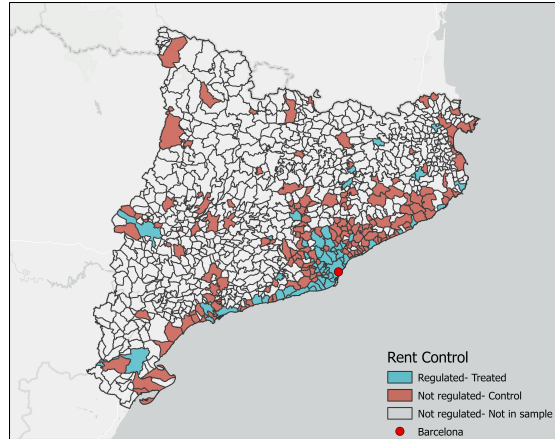 Rent Control
Regulated- Treated
Not regulated- Control
Not regulated- Not in sample
Barcelona